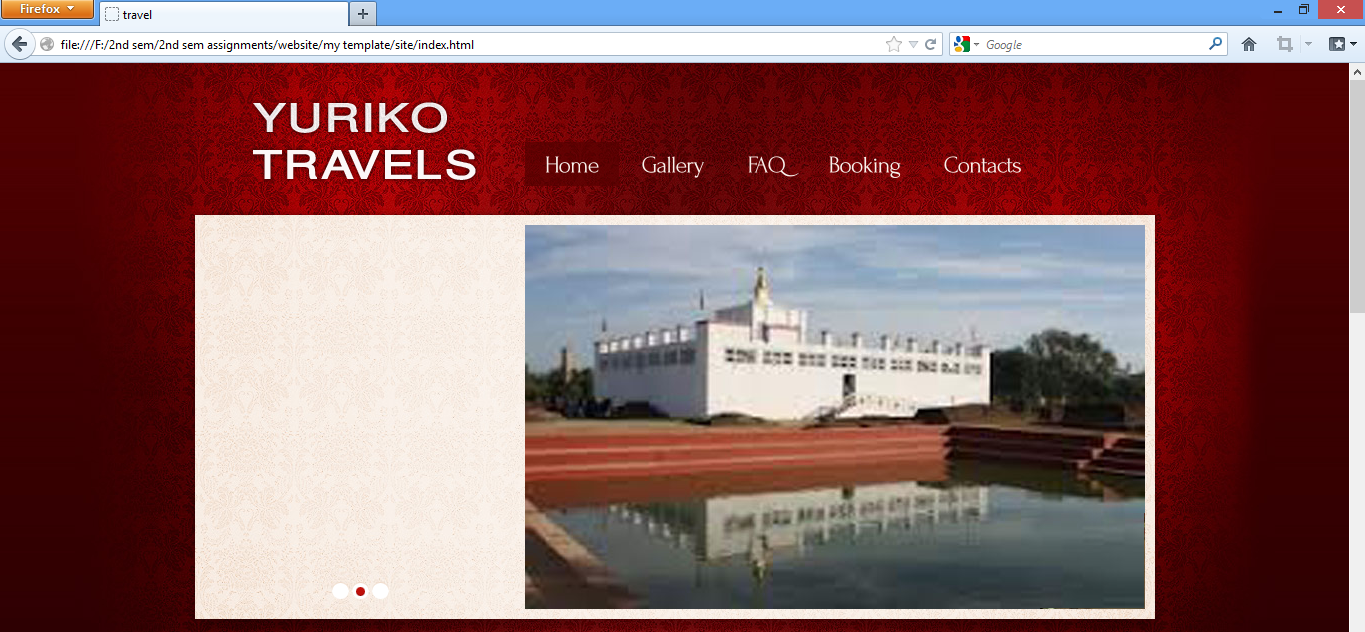 Firefox
travel
file:///F:/2nd sem/2nd sem assignments/website/my template/site/index.html
Google
YURIKO
TRAVELS
Home Gallery FAQ Booking Contacts